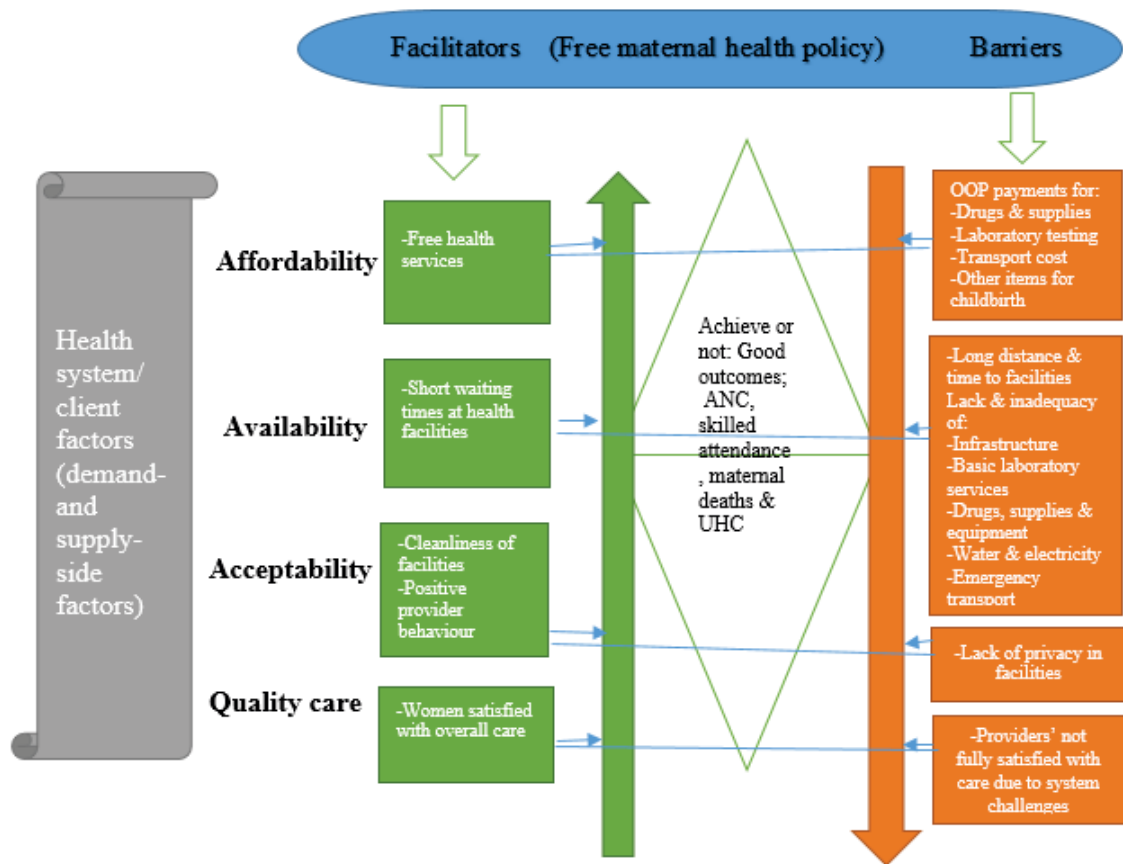 Facilitators (Free maternal health policy) Barriers
Health
system/
client
factors
(demand-
and
supply-
side
factors)
Affordability
-Free health
services
OOP payments for:
-Drugs & supplies
-Laboratory testing
-Transport cost
-Other items for
childbirth
Availability
-Short waiting
times at health
facilities
Achieve or
not: Good
outcomes;
ANC,
skilled
attendance
, maternal
deaths &
UHC
-Long distance &
time to facilities
Lack & inadequacy
of:
-Infrastructure
-Basic laboratory
services
-Drugs, supplies &
equipment
-Water & electricity
-Emergency
transport
Acceptability
-Cleanliness of
facilities
-Positive
provider
behaviour
-Lack of privacy in
facilities
Quality care
-Women satisfied
with overall care
-Providers' not
fully satisfied with
care due to system
challenges